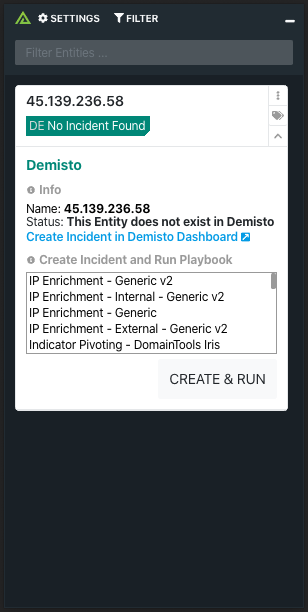 SETTINGS FILTER
Filter Entities ...
45.139.236.58
DE No Incident Found
Demisto
Info
Name: 45.139.236.58
Status: This Entity does not exist in Demisto
Create Incident in Demisto Dashboard
Create Incident and Run Playbook
IP Enrichment - Generic v2
IP Enrichment - Internal - Generic v2
IP Enrichment - Generic
IP Enrichment - External - Generic v2
Indicator Pivoting - DomainTools Iris
CREATE & RUN